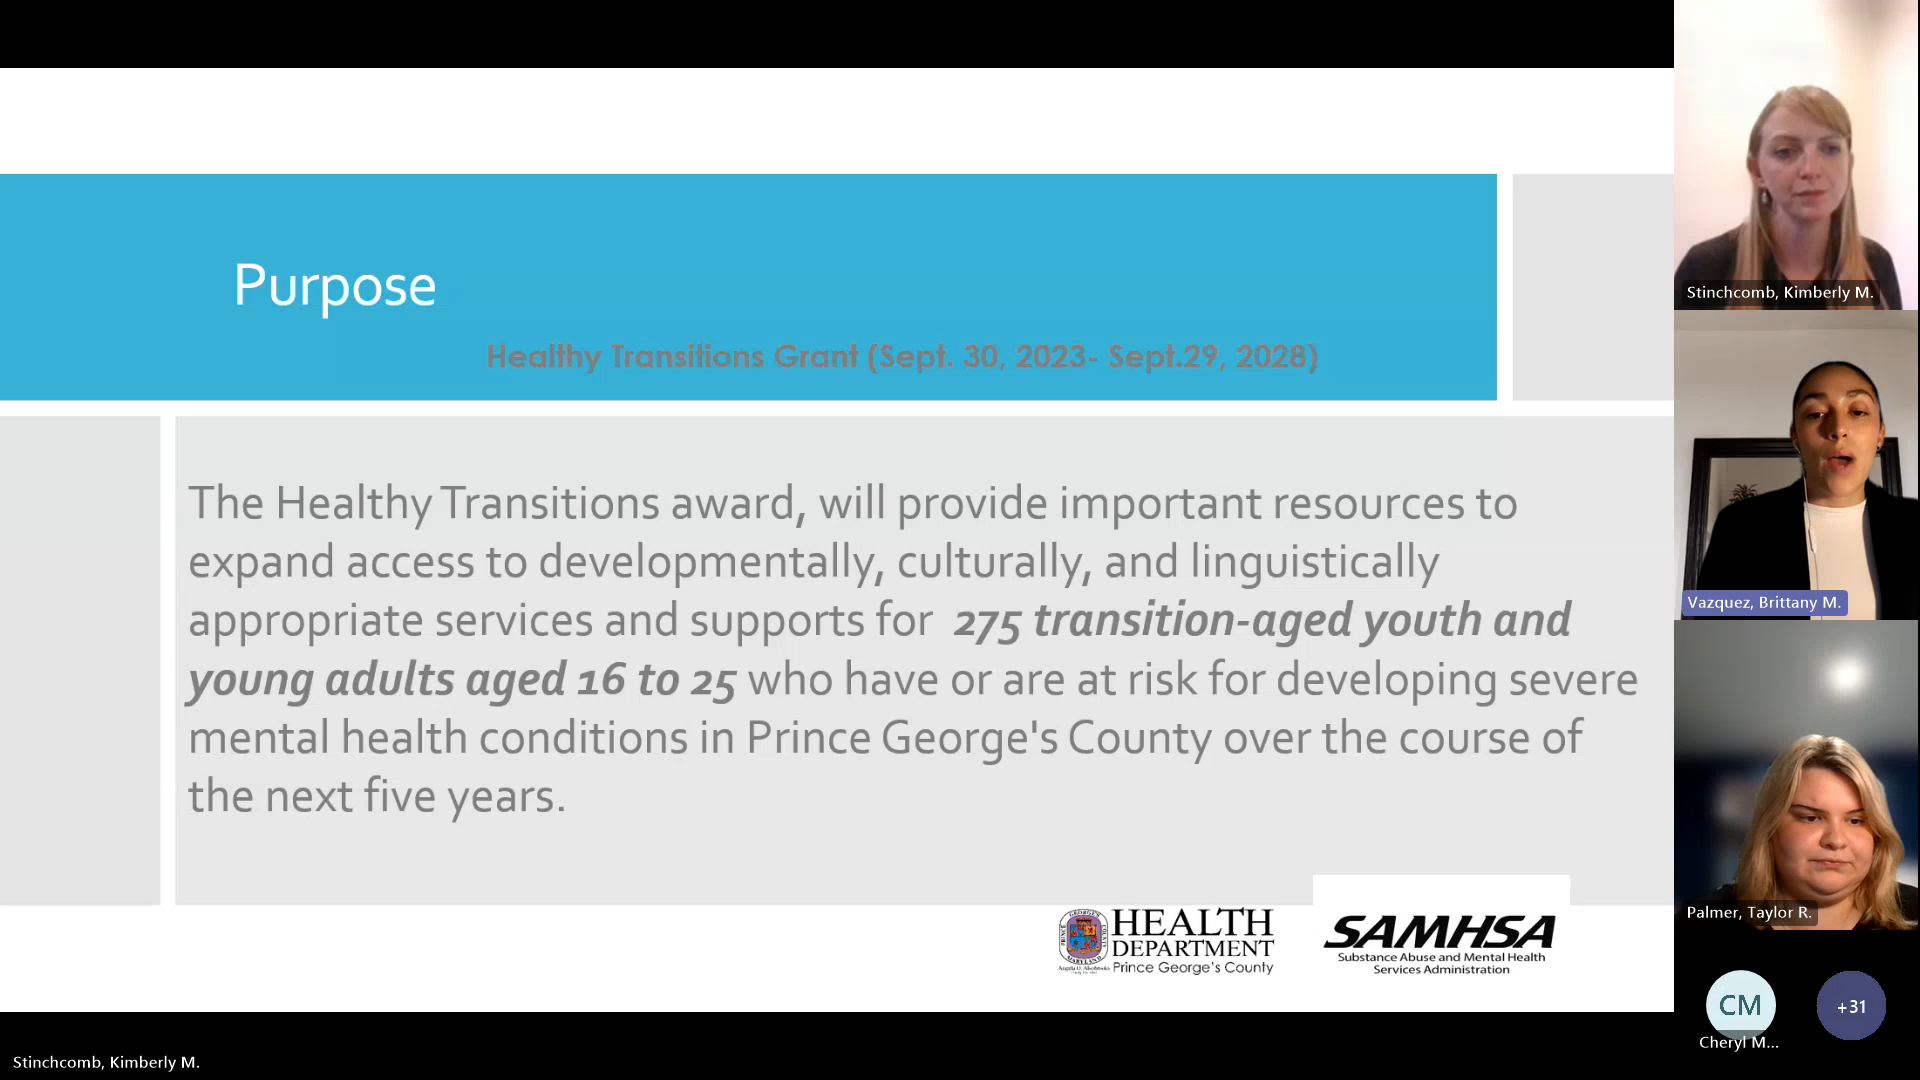 Purpose
Healthy Transitions Grant (Sept. 30, 2023- Sept.29, 2028)
The Healthy Transitions award, will provide important resources to
expand access to developmentally, culturally, and linguistically
appropriate services and supports for 275 transition-aged youth and
young adults aged 16 to 25 who have or are at risk for developing severe
mental health conditions in Prince George's County over the course of
the next five years.
HEALTH
DEPARTMENT
Prince George's County
SAMHSA
Substance Abuse and Mental Health
Services Administration
Stinchcomb, Kimberly M.
Vazquez, Brittany M.
Palmer, Taylor R.
CM
Cheryl M...
+31
Stinchcomb, Kimberly M.